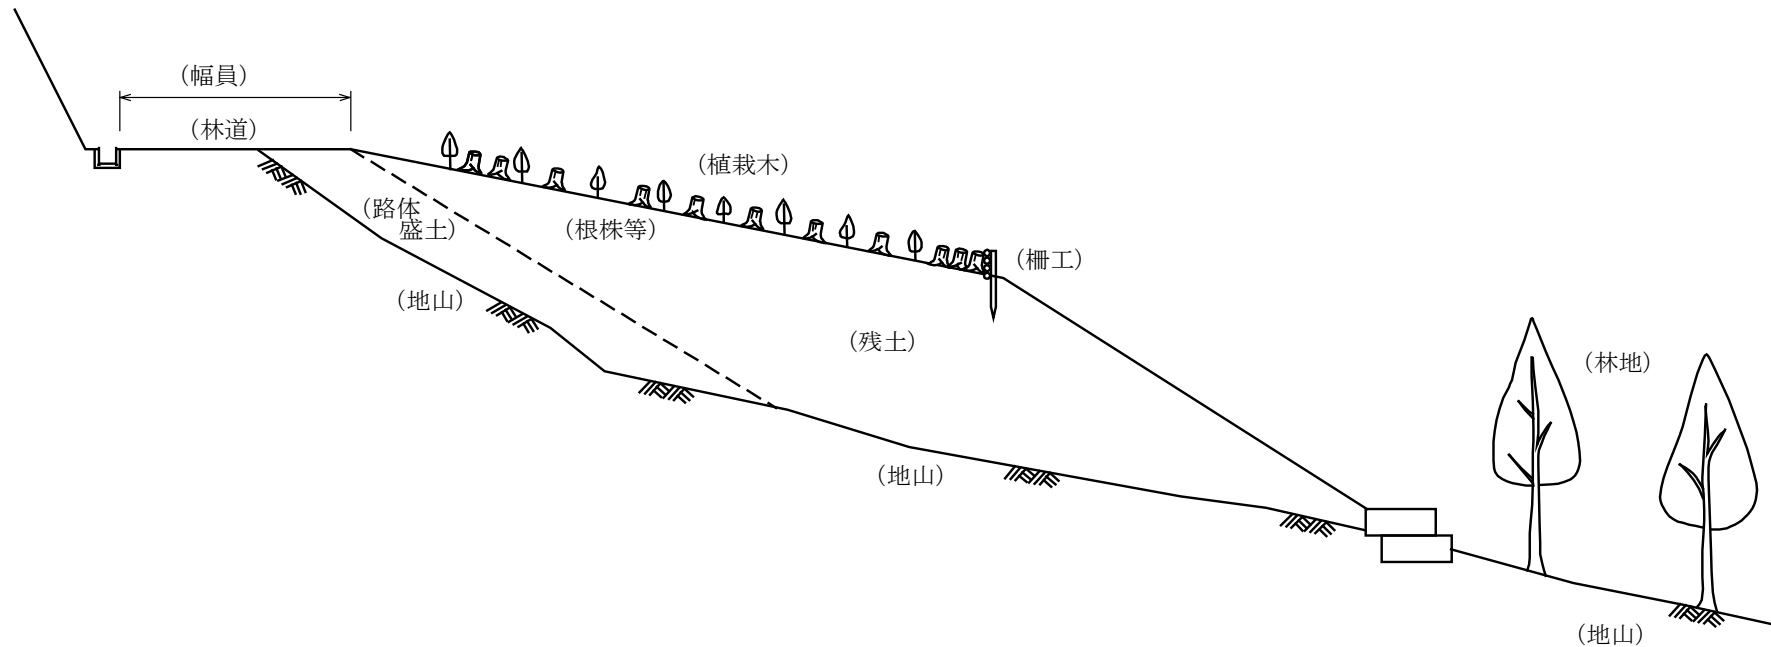 （幅員）
（林道）
（植栽木）
（路体
盛土）
（根株等）
（柵工）
（地山）
（残土）
（林地）
（地山）
（地山）